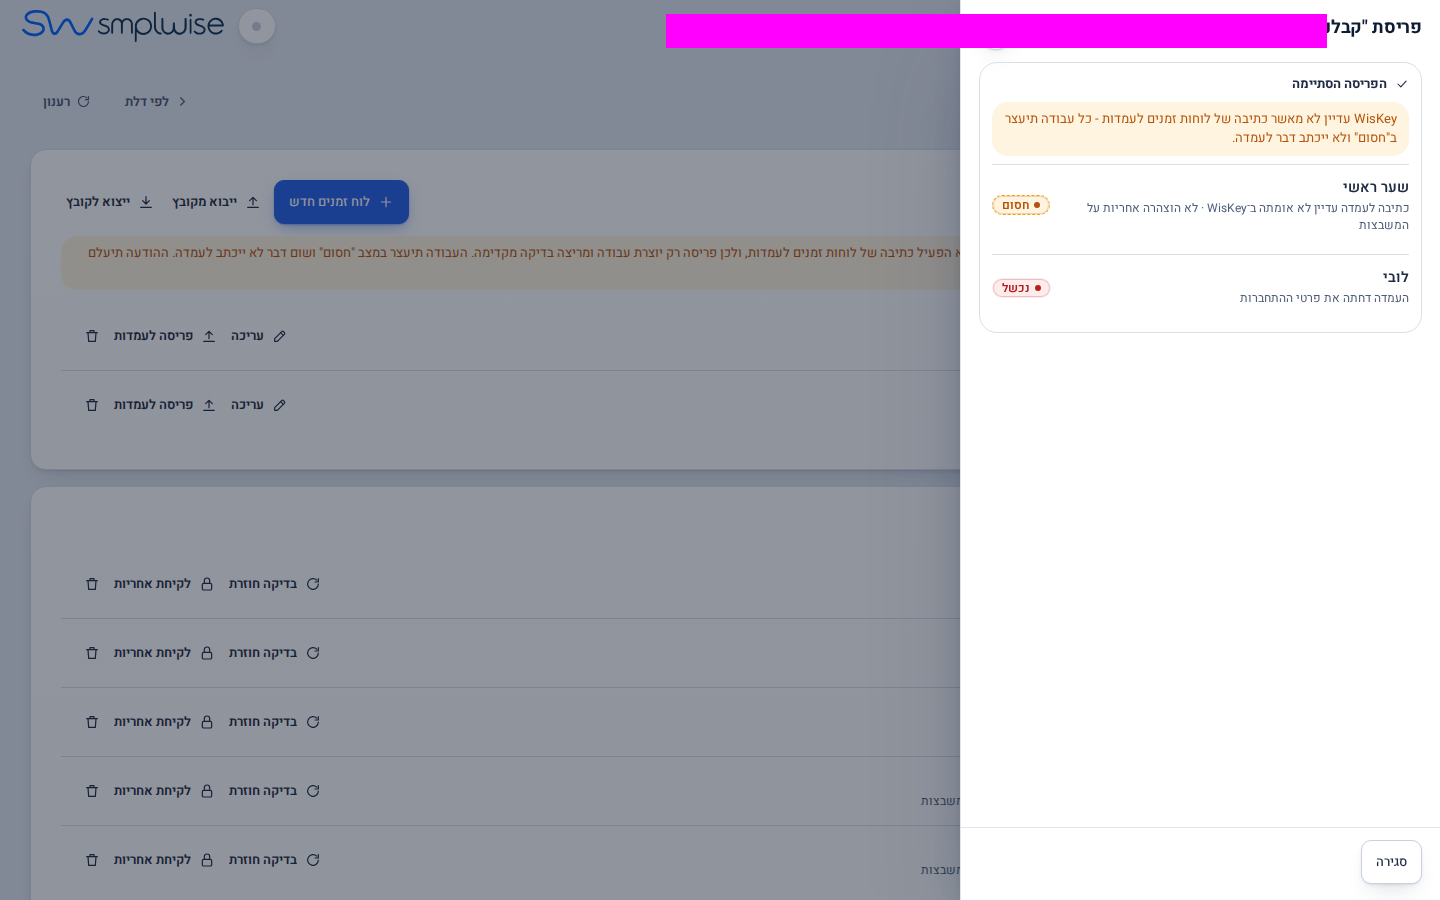 smplwise
פריסת "קבלנ
הפריסה הסתיימה
WisKey עדיין לא מאשר כתיבה של לוחות זמנים לעמדות - כל עבודה תיעצר
ב"חסום" ולא ייכתב דבר לעמדה.
שער ראשי
חסום
כתיבה לעמדה עדיין לא אומתה ב־WisKey · לא הוצהרה אחריות על
המשבצות
לובי
נכשל
העמדה דחתה את פרטי ההתחברות
סגירה
לפי דלת
רענון
לוח זמנים חדש
ייבוא מקובץ
ייצוא לקובץ
הפעיל כתיבה של לוחות זמנים לעמדות, ולכן פריסה רק יוצרת עבודה ומריצה בדיקה מקדימה. העבודה תיעצר במצב "חסום" ושום דבר לא ייכתב לעמדה. ההודעה תיעלם
עריכה
פריסה לעמדות
עריכה
פריסה לעמדות
בדיקה חוזרת
לקיחת אחריות
בדיקה חוזרת
לקיחת אחריות
בדיקה חוזרת
לקיחת אחריות
בדיקה חוזרת
לקיחת אחריות
משבצות
בדיקה חוזרת
לקיחת אחריות
משבצות